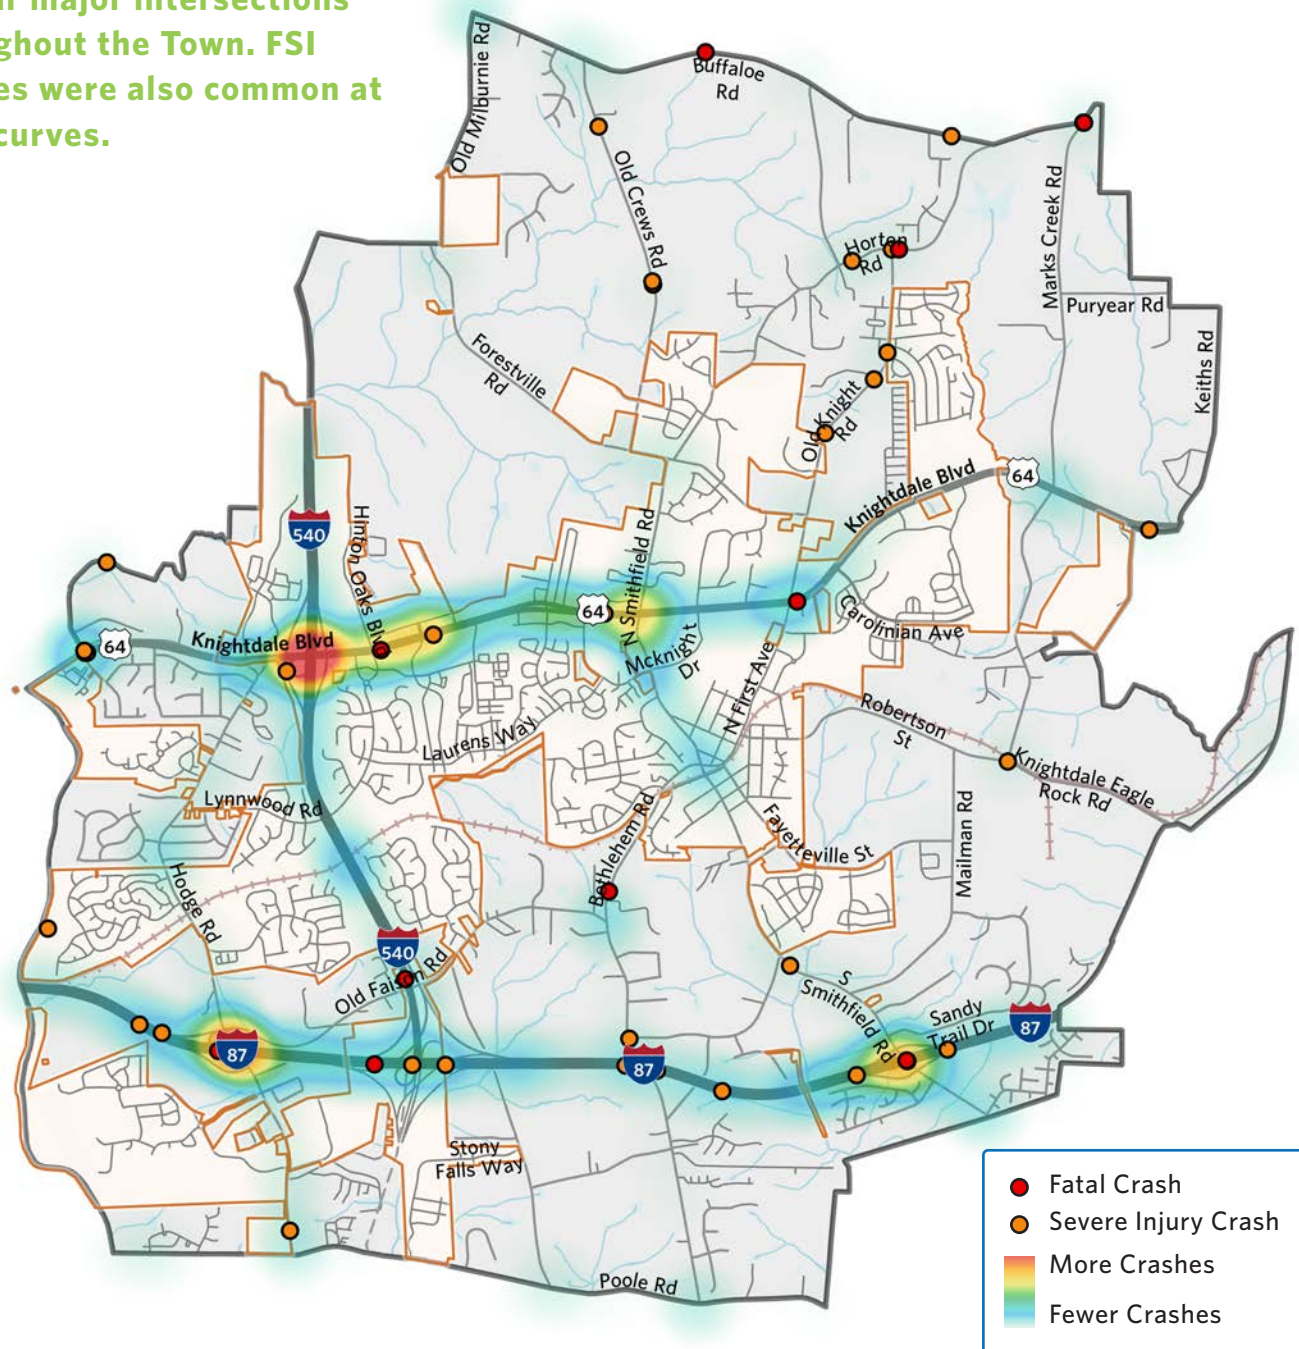 major intersections
ghout the Town. FSI
es were also common at
curves.
Old Milburnie Rd
Buffaloe
Rd
Old Crews Rd
Marks Creek Rd
Horton
Rd
Puryear Rd
Keiths Rd
Forestville
Rd
Old Knight
Rd
Knightdale Blvd
64
540
Hinton Oaks Blvd
N Smithfield Rd
64
Carolinian Ave
64
Knightdale Blvd
Mcknight
Dr
N First Ave
Robertson
St
Laurens Way
Knightdale Eagle
Rock Rd
Lynnwood Rd
Mailman Rd
Fayetteville St
Bethlehem Rd
Hodge Rd
540
Old Faison Rd
S
Smithfield Rd
Sandy
Trail Dr
87
87
87
Stony
Falls Way
Poole Rd
Fatal Crash
Severe Injury Crash
More Crashes
Fewer Crashes